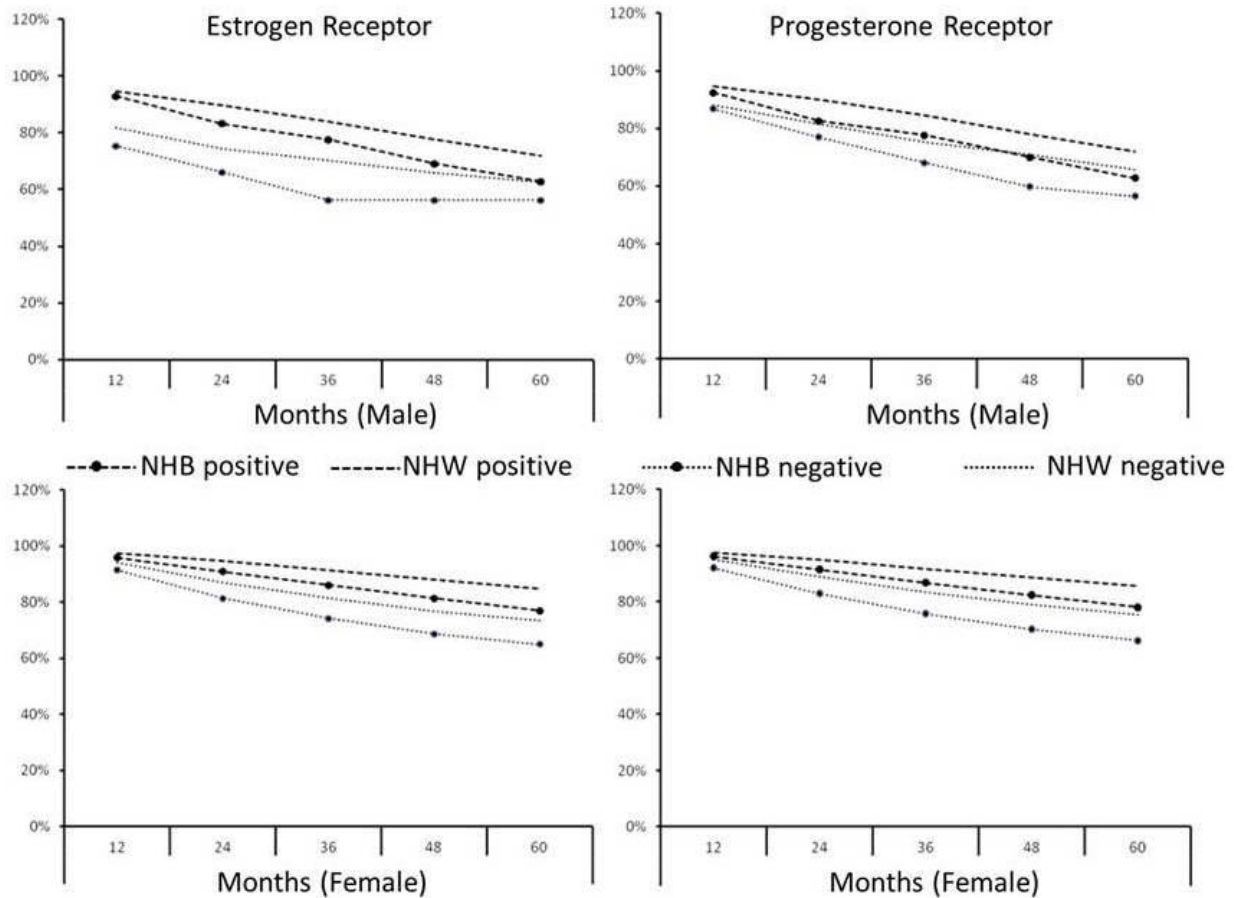 Estrogen Receptor
120%
100%
80%
60%
40%
20%
0%
12 24 36 48 60
Months (Male)
Progesterone Receptor
120%
100%
80%
60%
40%
20%
0%
12 24 36 48 60
Months (Male)
NHB positive NHW positive NHB negative NHW negative
120%
100%
80%
60%
40%
20%
0%
12 24 36 48 60
Months (Female)
120%
100%
80%
60%
40%
20%
0%
12 24 36 48 60
Months (Female)